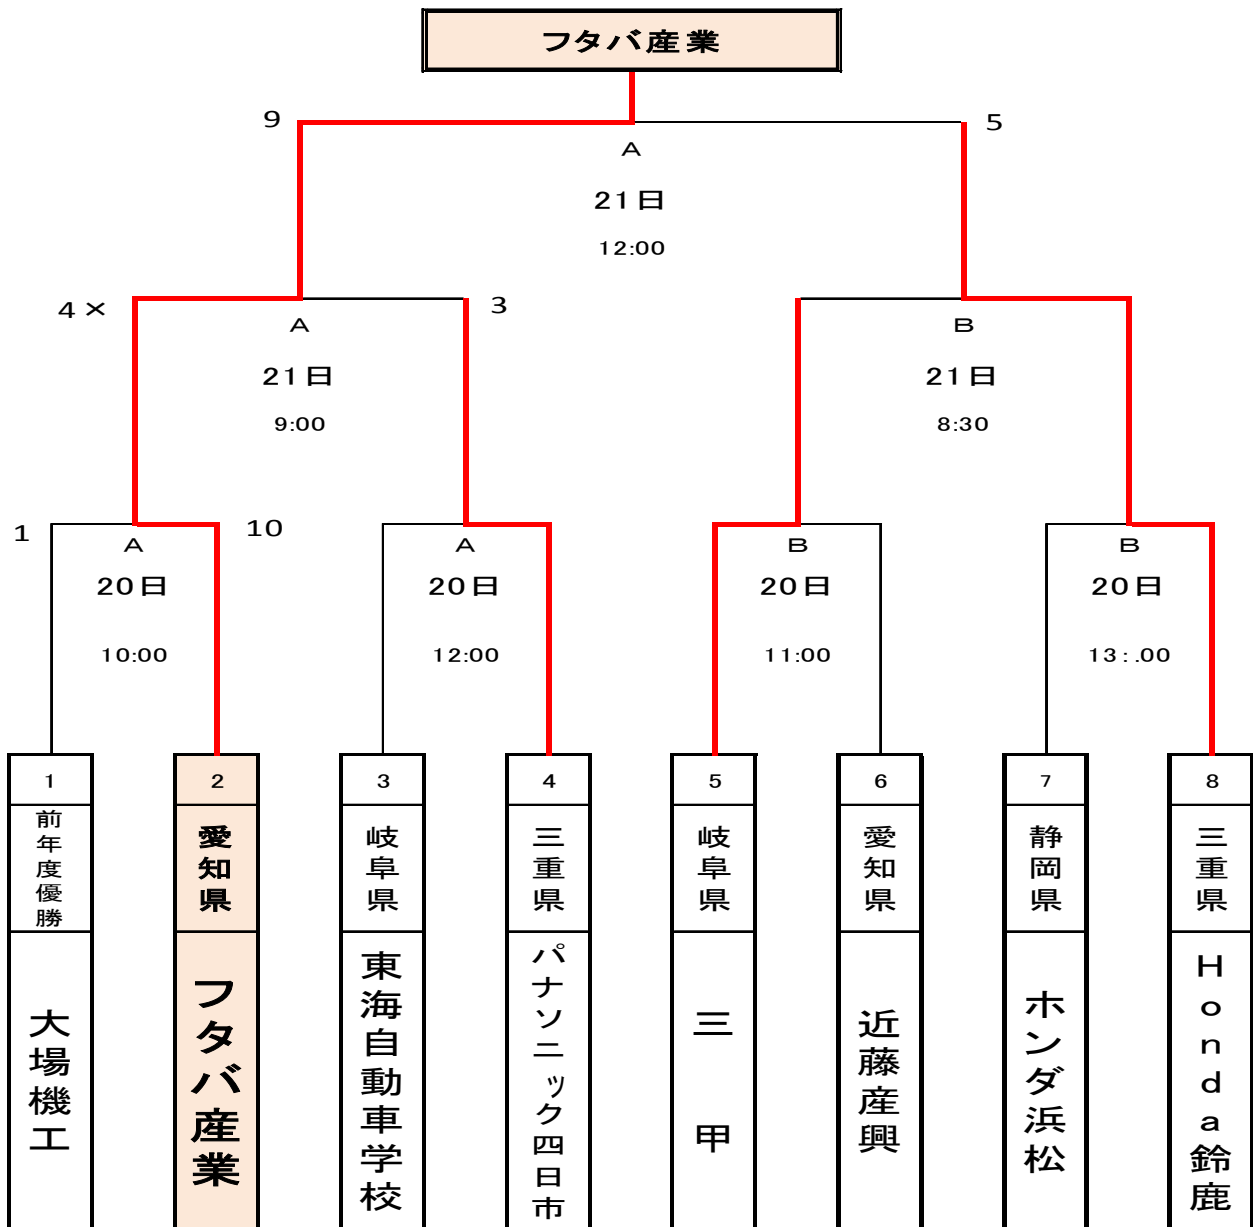 フタバ産業
9
5
A
21日
12:00
4×
3
A
21日
9:00
B
21日
8:30
1
10
A
20日
10:00
A
20日
12:00
B
20日
11:00
B
20日
13:.00
1
前年度優勝
大場機工
2
愛知県
フタバ産業
3
岐阜県
東海自動車学校
4
三重県
パナソニック四日市
5
岐阜県
三甲
6
愛知県
近藤産興
7
静岡県
ホンダ浜松
8
三重県
Honda鈴鹿